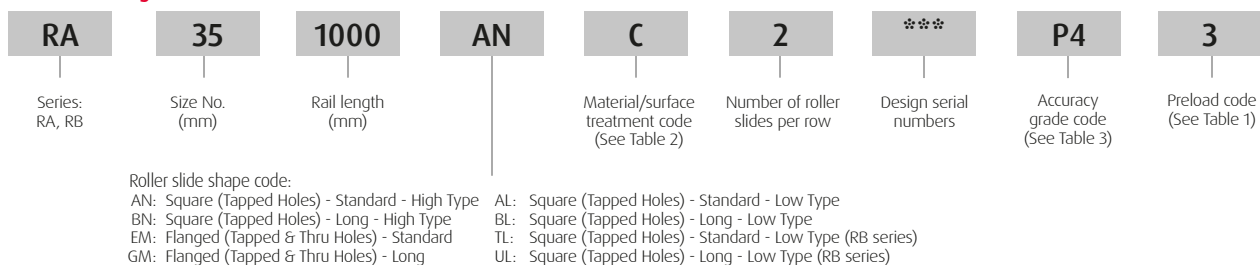 RA 35 1000 AN C 2 *** P4 3
Series: Size No. Rail length Material/surface Number of roller Design serial Accuracy Preload code
RA, RB (mm) (mm) treatment code slides per row numbers grade code (See Table 1)
(See Table 2) (See Table 3)
Roller slide shape code:
AN: Square (Tapped Holes) - Standard - High Type AL: Square (Tapped Holes) - Standard - Low Type
BN: Square (Tapped Holes) - Long - High Type BL: Square (Tapped Holes) - Long - Low Type
EM: Flanged (Tapped & Thru Holes) - Standard TL: Square (Tapped Holes) - Standard - Low Type (RB series)
GM: Flanged (Tapped & Thru Holes) - Long UL: Square (Tapped Holes) - Long - Low Type (RB series)